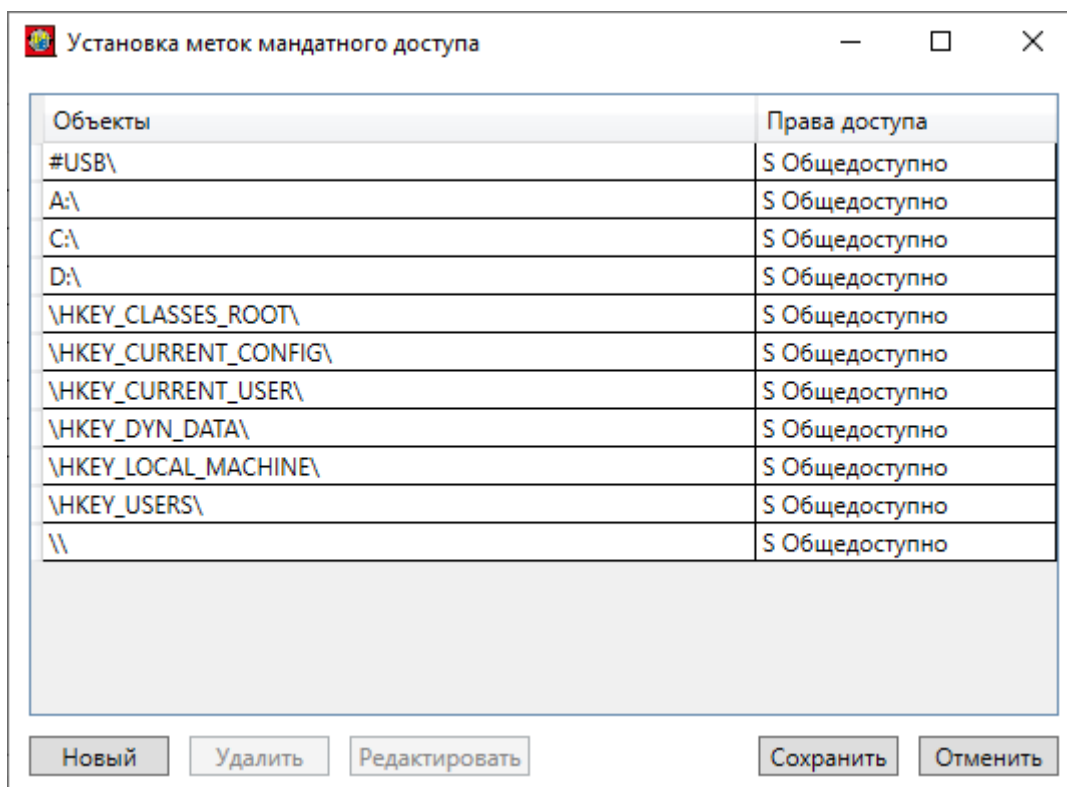 Установка меток мандатного доступа
Объекты Права доступа
#USB\ S Общедоступно
A:\ S Общедоступно
C:\ S Общедоступно
D:\ S Общедоступно
\HKEY_CLASSES_ROOT\ S Общедоступно
\HKEY_CURRENT_CONFIG\ S Общедоступно
\HKEY_CURRENT_USER\ S Общедоступно
\HKEY_DYN_DATA\ S Общедоступно
\HKEY_LOCAL_MACHINE\ S Общедоступно
\HKEY_USERS\ S Общедоступно
\\ S Общедоступно
Новый Удалить Редактировать Сохранить Отменить